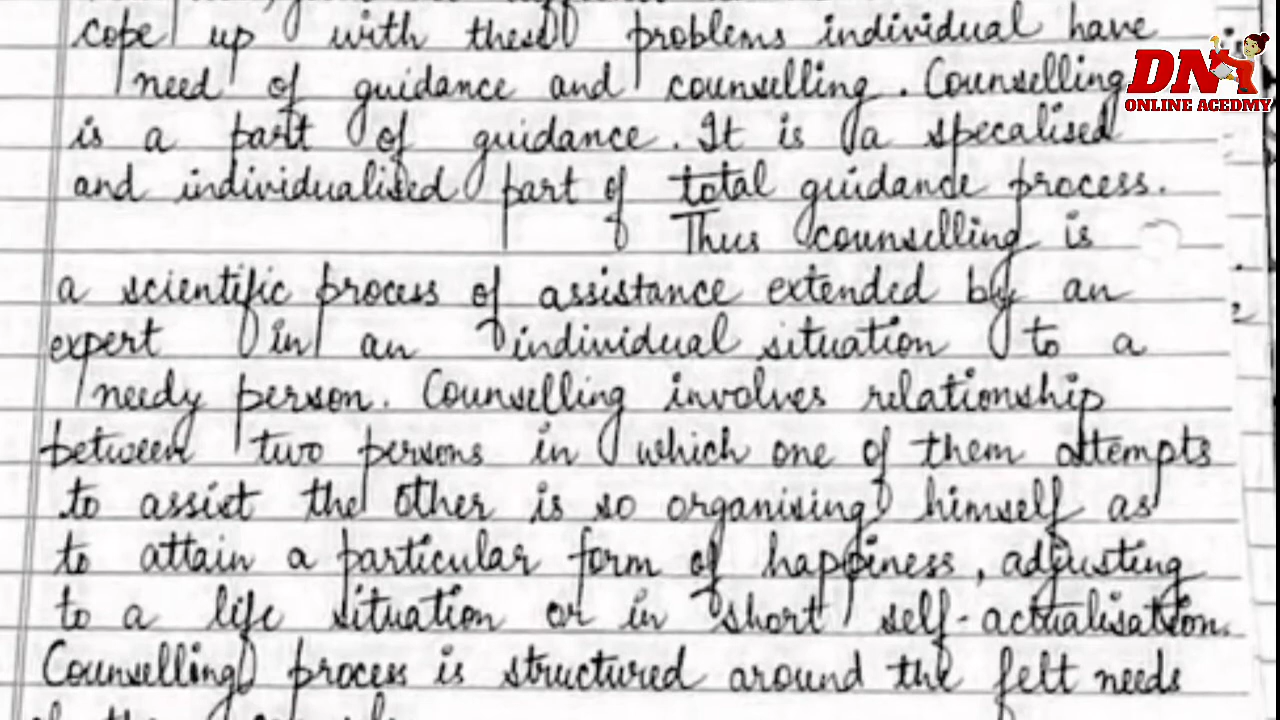 cope up with these problems individual have
need of guidance and counselling. Counselling
is a part of guidance. It is a specalised
and individualised part of total guidance process.
Thus counselling is
a scientific process of assistance extended by an
expert in an individual situation to a
needy person. Counselling involves relationship
between two persons in which one of them attempts
to assist the other is so organising himself as
to attain a particular form of happiness, adjusting
to a life situation or in short self-actualisation.
Counselling process is structured around the felt needs
DNA
ONLINE ACEDMY